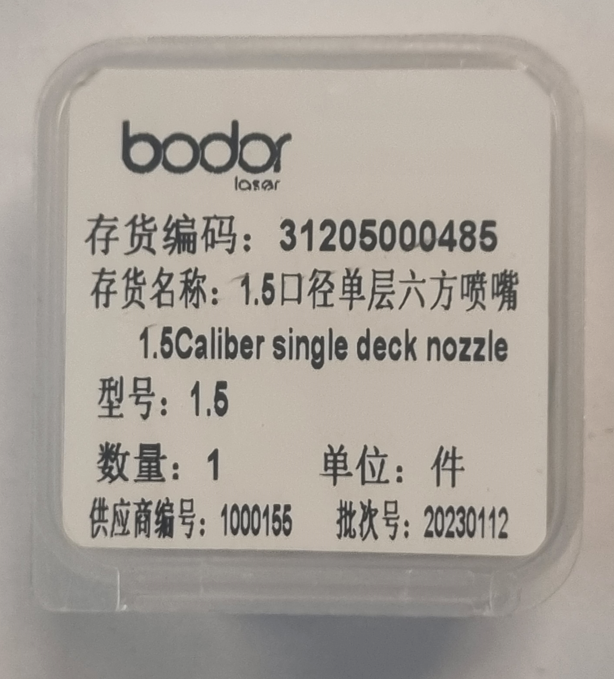 bodor
laser
存货编码：31205000485
存货名称：1.5口径单层六方喷嘴
1.5Caliber single deck nozzle
型号：1.5
数量：1 单位：件
供应商编号：1000155 批次号：20230112